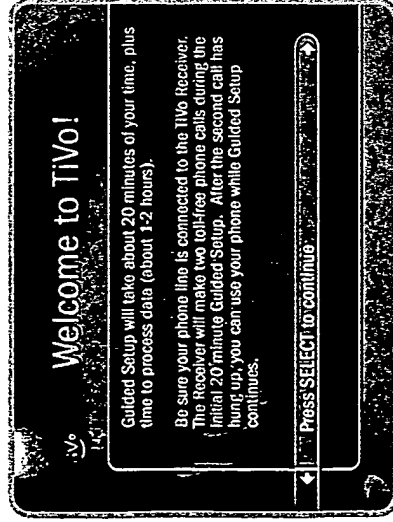 Welcome to TiVo!
Guided Setup will take about 20 minutes of your time, plus
time to process data (about 1-2 hours).
Be sure your phone line is connected to the TiVo Receiver.
The Receiver will make two toll-free phone calls during the
Initial 20 minute Guided Setup. After the second call has
hung up, you can use your phone while Guided Setup
continues.
Press SELECT to continue